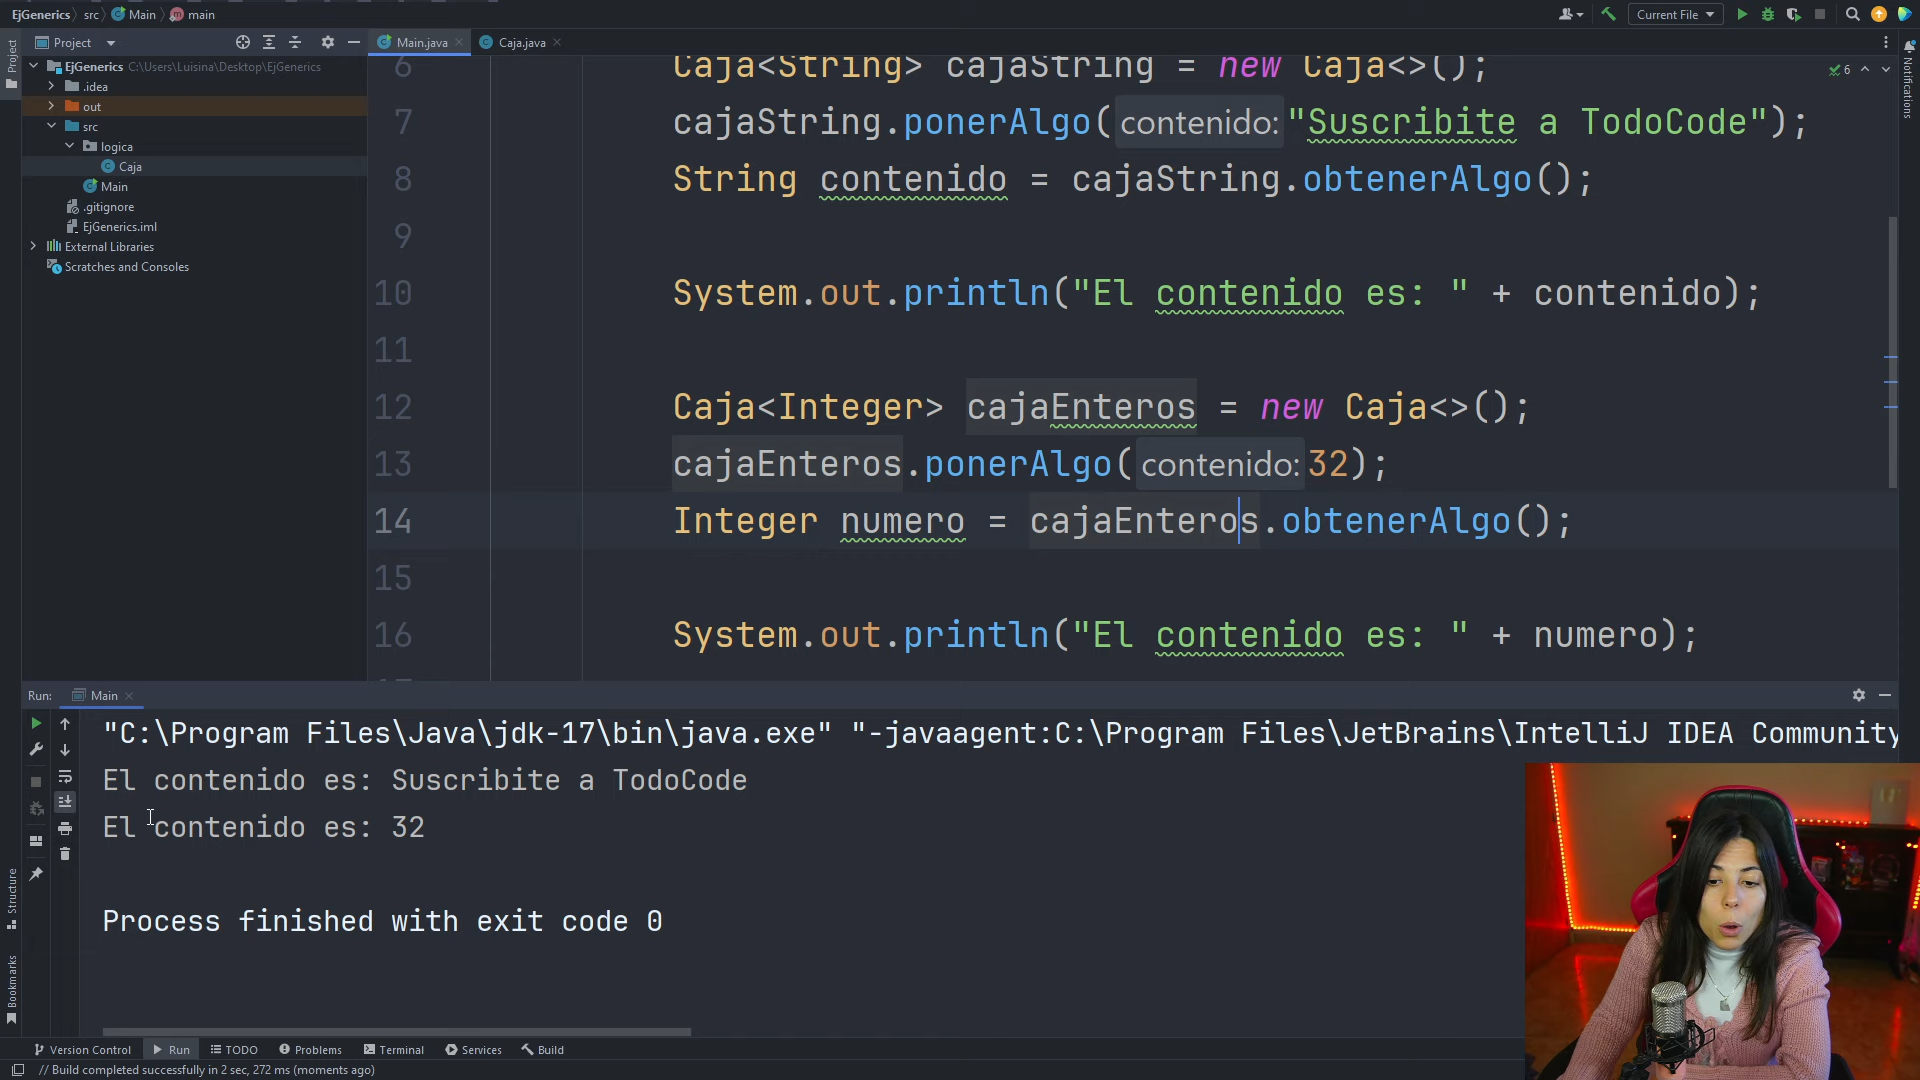 EjGenerics src Main main
Current File
Project
Main.java
Caja.java
Project
EjGenerics C:\Users\Luisina\Desktop\EjGenerics
.idea
out
src
logica
Caja
Main
.gitignore
EjGenerics.iml
External Libraries
Scratches and Consoles
Notifications
6
6 Caja<String> cajaString = new Caja<>();
7 cajaString.ponerAlgo( contenido: "Suscribite a TodoCode");
8 String contenido = cajaString.obtenerAlgo();
9
10 System.out.println("El contenido es: " + contenido);
11
12 Caja<Integer> cajaEnteros = new Caja<>();
13 cajaEnteros.ponerAlgo( contenido: 32);
14 Integer numero = cajaEnteros.obtenerAlgo();
15
16 System.out.println("El contenido es: " + numero);
Run: Main
"C:\Program Files\Java\jdk-17\bin\java.exe" "-javaagent:C:\Program Files\JetBrains\IntelliJ IDEA Community
El contenido es: Suscribite a TodoCode
El contenido es: 32
Process finished with exit code 0
Structure
Bookmarks
Version Control Run TODO Problems Terminal Services Build
// Build completed successfully in 2 sec, 272 ms (moments ago)